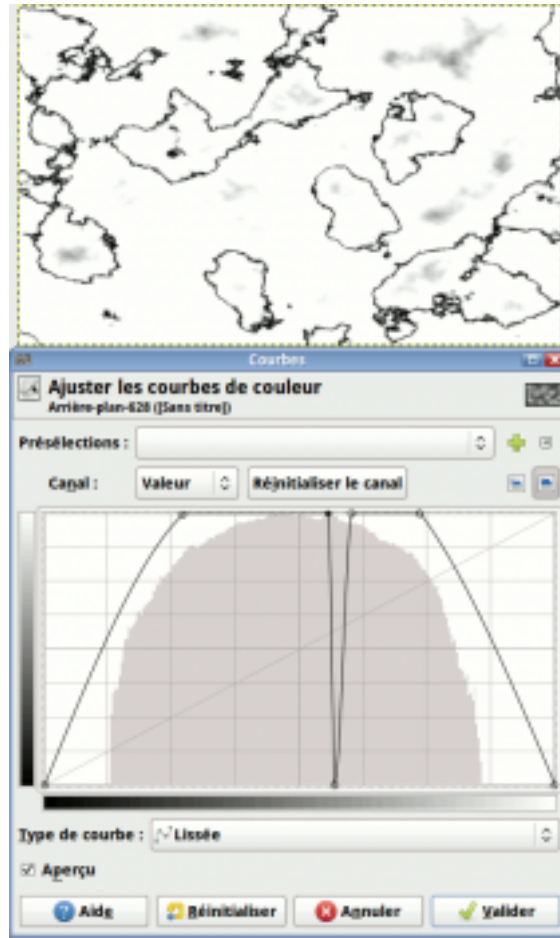 Courbes
Ajuster les courbes de couleur
Arrière-plan-628 ([Sans titre])
Présélections :
Canal : Valeur Réinitialiser le canal
Type de courbe : Lissée
Aperçu
Aide Réinitialiser Annuler Valider